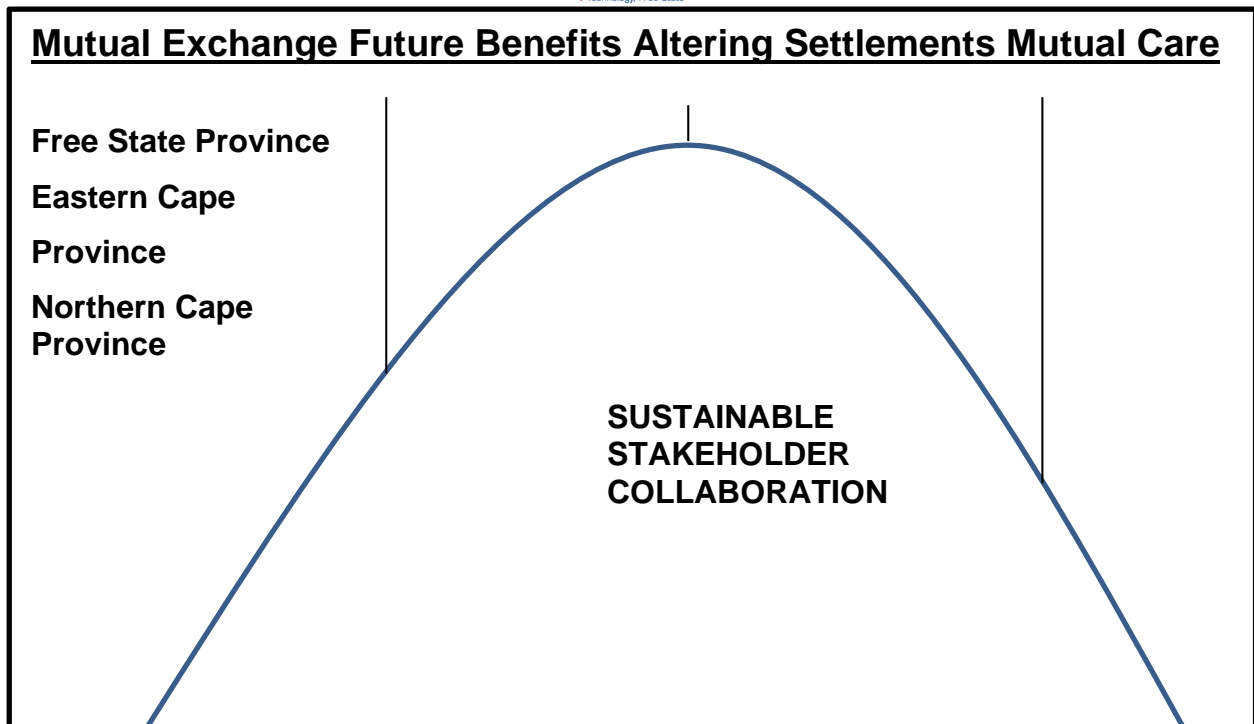 Mutual Exchange Future Benefits Altering Settlements Mutual Care
Free State Province
Eastern Cape
Province
Northern Cape
Province
SUSTAINABLE
STAKEHOLDER
COLLABORATION